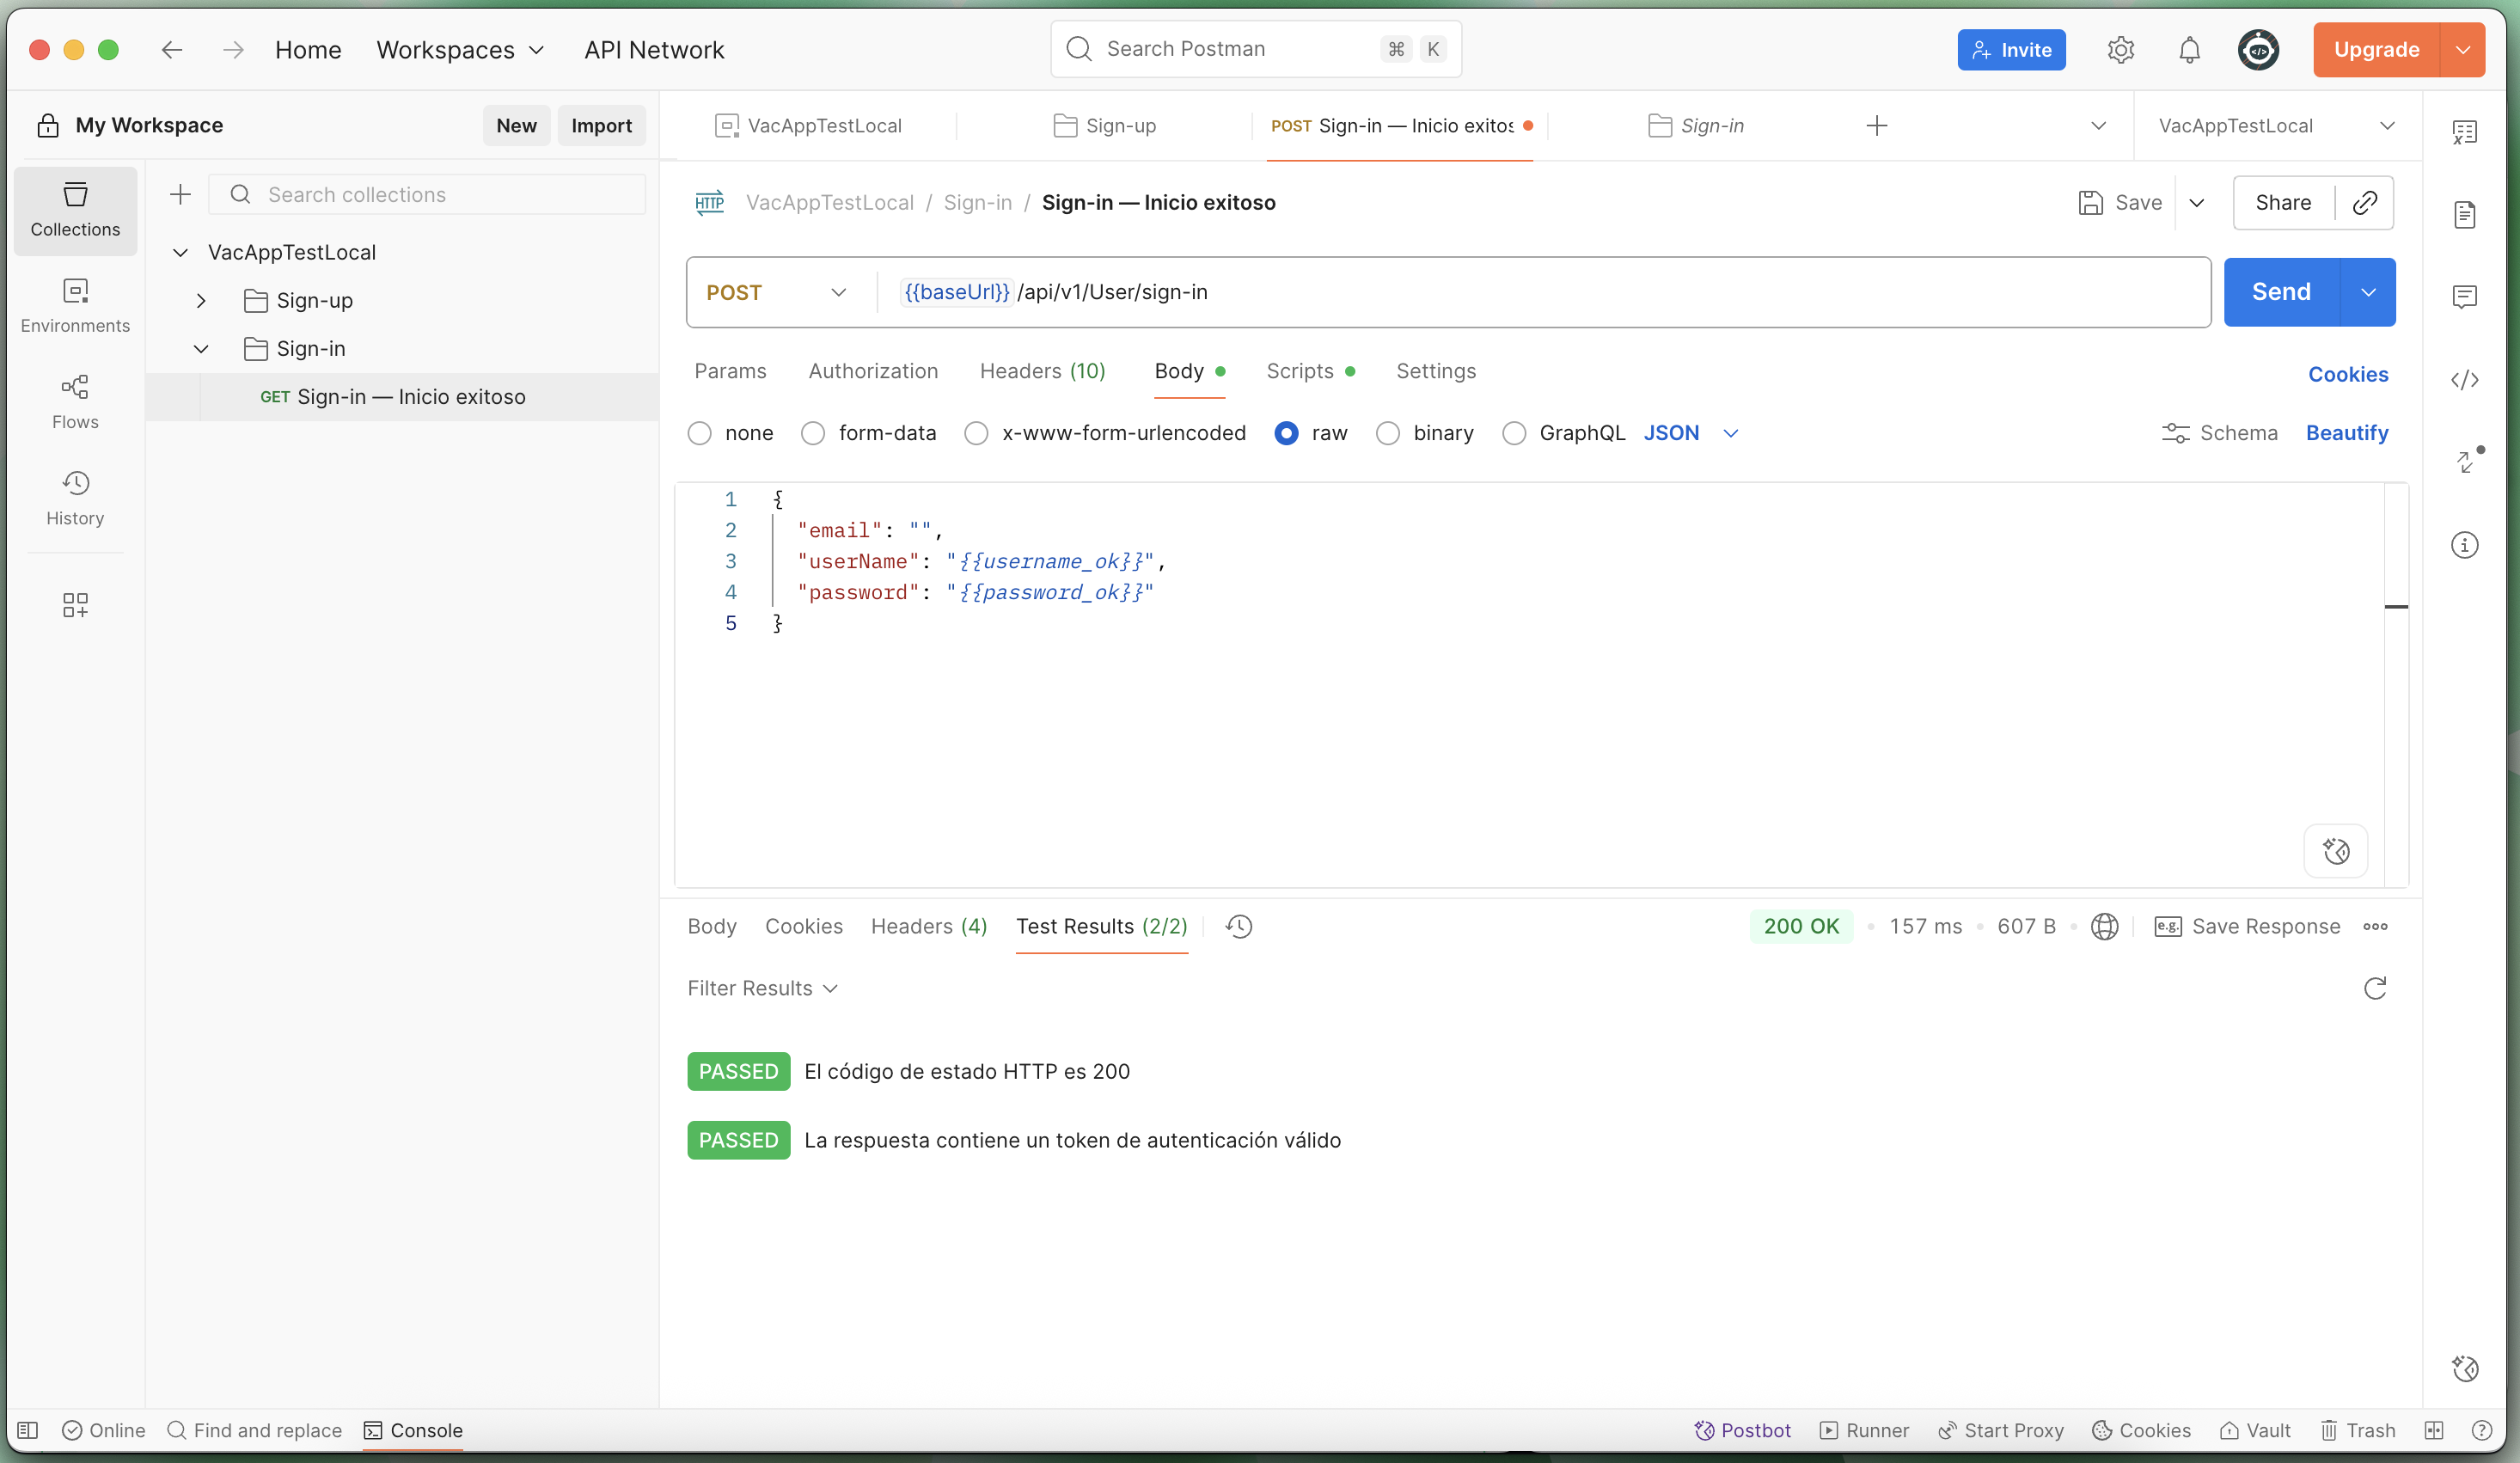 Home Workspaces API Network Search Postman ⌘ K Invite Upgrade
My Workspace New Import
VacAppTestLocal Sign-up POST Sign-in — Inicio exitos Sign-in VacAppTestLocal
Collections
Environments
Flows
History
Search collections
VacAppTestLocal
Sign-up
Sign-in
GET Sign-in — Inicio exitoso
HTTP VacAppTestLocal / Sign-in / Sign-in — Inicio exitoso Save Share
POST {{baseUrl}} /api/v1/User/sign-in Send
Params Authorization Headers (10) Body Scripts Settings Cookies
none form-data x-www-form-urlencoded raw binary GraphQL JSON Schema Beautify
1 {
2 "email": "",
3 "userName": "{{username_ok}}",
4 "password": "{{password_ok}}"
5 }
Body Cookies Headers (4) Test Results (2/2) 200 OK • 157 ms • 607 B • e.g. Save Response
Filter Results
PASSED El código de estado HTTP es 200
PASSED La respuesta contiene un token de autenticación válido
Online Find and replace Console Postbot Runner Start Proxy Cookies Vault Trash